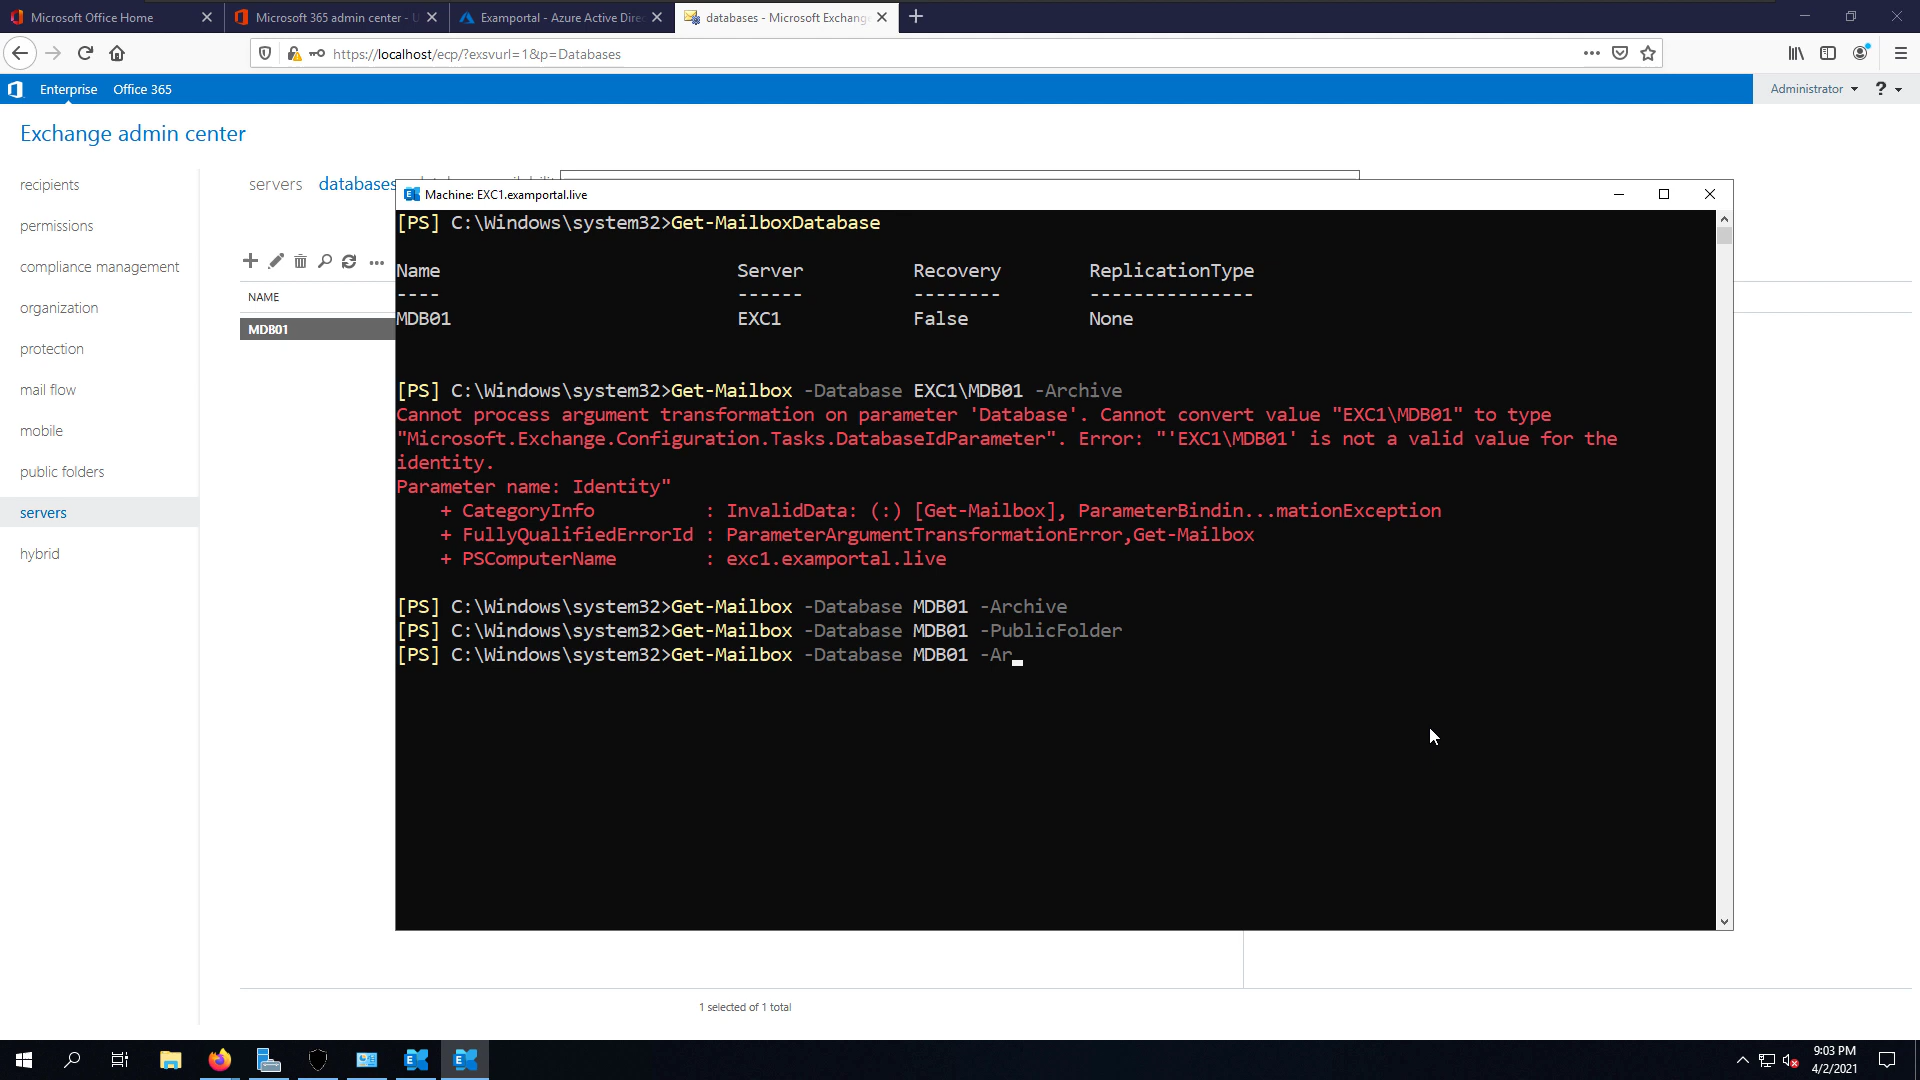 Microsoft Office Home
Microsoft 365 admin center - U
Examportal - Azure Active Dire
databases - Microsoft Exchang
https://localhost/ecp/?exsvurl=1&p=Databases
Enterprise
Office 365
Administrator
?
Exchange admin center
recipients
permissions
compliance management
organization
protection
mail flow
mobile
public folders
servers
hybrid
servers
databases
NAME
MDB01
Machine: EXC1.examportal.live
[PS] C:\Windows\system32>Get-MailboxDatabase
Name Server Recovery ReplicationType
---- ------ -------- ---------------
MDB01 EXC1 False None
[PS] C:\Windows\system32>Get-Mailbox -Database EXC1\MDB01 -Archive
Cannot process argument transformation on parameter 'Database'. Cannot convert value "EXC1\MDB01" to type
"Microsoft.Exchange.Configuration.Tasks.DatabaseIdParameter". Error: "'EXC1\MDB01' is not a valid value for the
identity.
Parameter name: Identity"
+ CategoryInfo : InvalidData: (:) [Get-Mailbox], ParameterBindin...mationException
+ FullyQualifiedErrorId : ParameterArgumentTransformationError,Get-Mailbox
+ PSComputerName : exc1.examportal.live
[PS] C:\Windows\system32>Get-Mailbox -Database MDB01 -Archive
[PS] C:\Windows\system32>Get-Mailbox -Database MDB01 -PublicFolder
[PS] C:\Windows\system32>Get-Mailbox -Database MDB01 -Ar
1 selected of 1 total
9:03 PM
4/2/2021